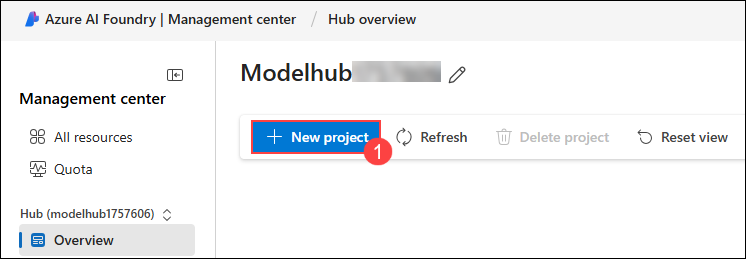 Azure AI Foundry | Management center / Hub overview
Modelhub
Management center
All resources
Quota
Hub (modelhub1757606)
Overview
+ New project
1
Refresh
Delete project
Reset view